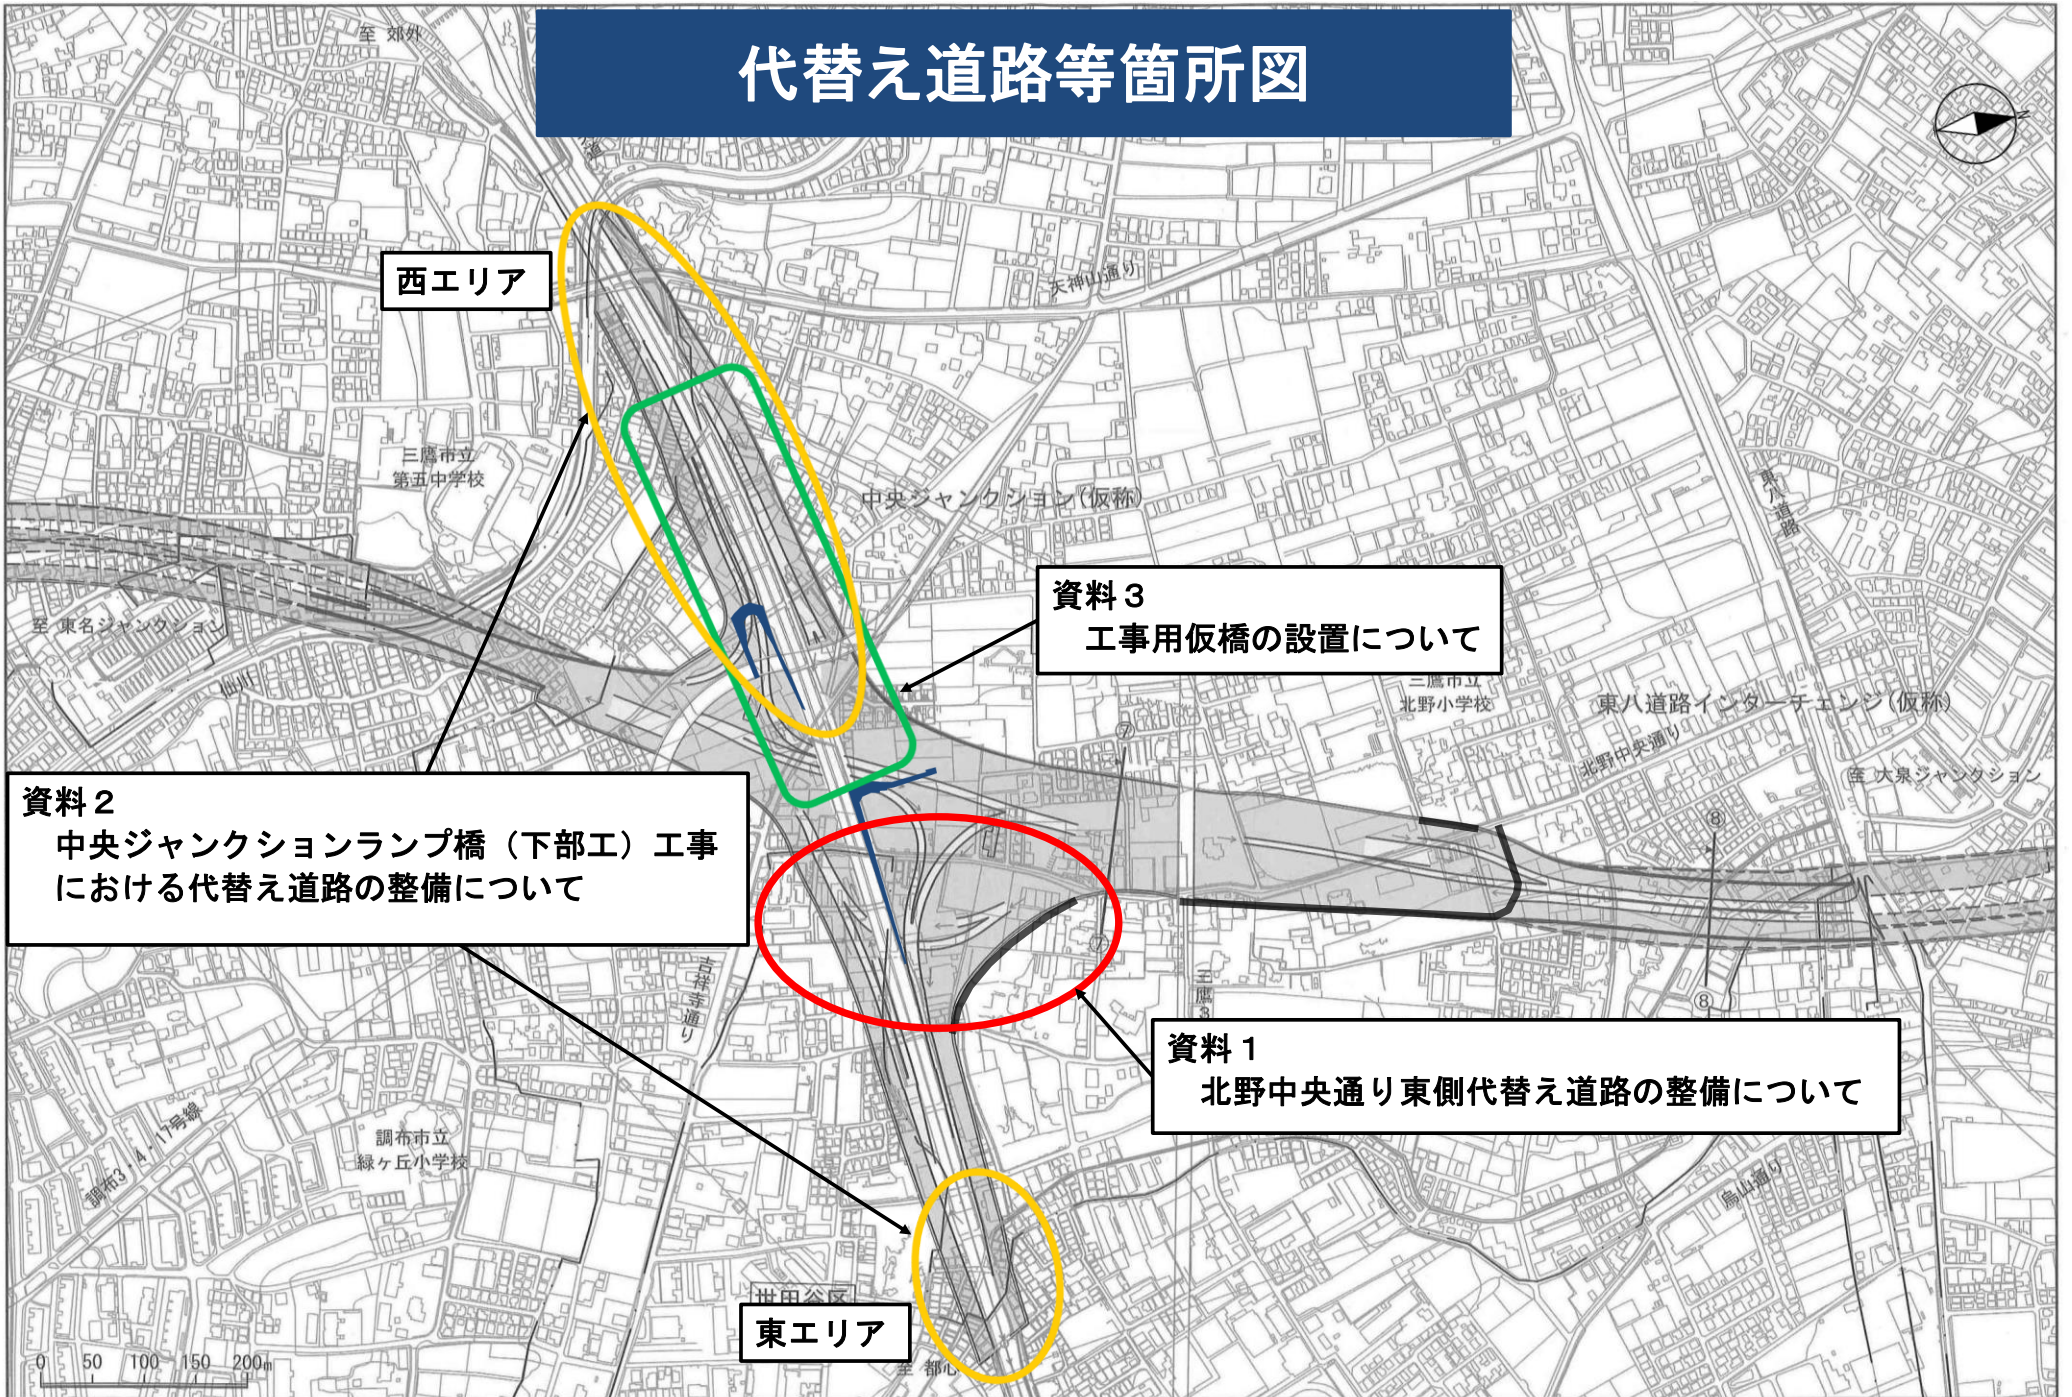 代替え道路等箇所図
至 郊外
N
西エリア
天神山通り
三鷹市立
第五中学校
中央ジャンクション(仮称)
東八道路
資料３
工事用仮橋の設置について
至 東名ジャンクション
仙川
三鷹市立
北野小学校
東八道路インターチェンジ(仮称)
⑦
北野中央通り
至 大泉ジャンクション
資料２
中央ジャンクションランプ橋（下部工）工事
における代替え道路の整備について
⑧
⑦
吉祥寺通り
⑧
資料１
北野中央通り東側代替え道路の整備について
調布3・4・17号線
調布市立
緑ヶ丘小学校
烏山通り
世田谷区
東エリア
至 都心
0 50 100 150 200m